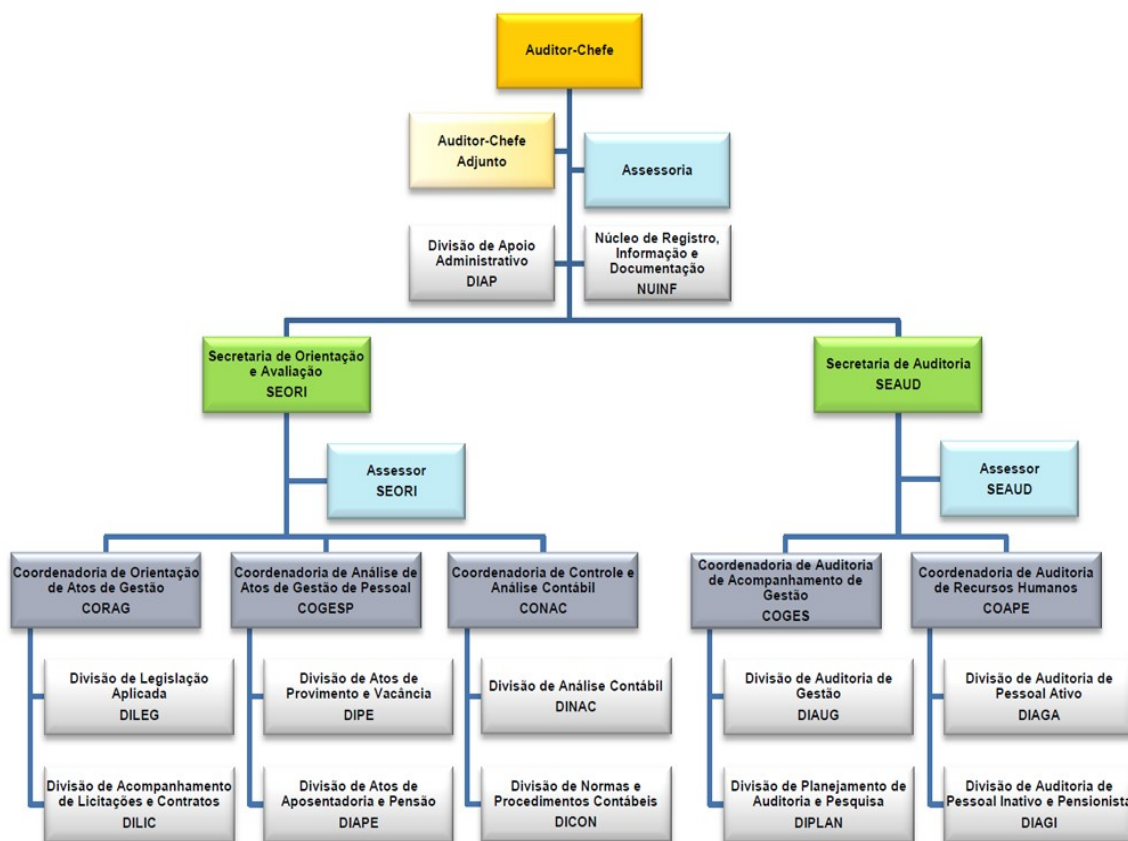 Auditor-Chefe
Auditor-Chefe
Adjunto
Assessoria
Divisão de Apoio
Administrativo
DIAP
Núcleo de Registro,
Informação e
Documentação
NUINF
Secretaria de Orientação
e Avaliação
SEORI
Secretaria de Auditoria
SEAUD
Assessor
SEORI
Assessor
SEAUD
Coordenadoria de Orientação
de Atos de Gestão
CORAG
Coordenadoria de Análise de
Atos de Gestão de Pessoal
COGESP
Coordenadoria de Controle e
Análise Contábil
CONAC
Coordenadoria de Auditoria
de Acompanhamento de
Gestão
COGES
Coordenadoria de Auditoria
de Recursos Humanos
COAPE
Divisão de Legislação
Aplicada
DILEG
Divisão de Atos de
Provimento e Vacância
DIPE
Divisão de Análise Contábil
DINAC
Divisão de Auditoria de
Gestão
DIAUG
Divisão de Auditoria de
Pessoal Ativo
DIAGA
Divisão de Acompanhamento
de Licitações e Contratos
DILIC
Divisão de Atos de
Aposentadoria e Pensão
DIAPE
Divisão de Normas e
Procedimentos Contábeis
DICON
Divisão de Planejamento de
Auditoria e Pesquisa
DIPLAN
Divisão de Auditoria de
Pessoal Inativo e Pensionista
DIAGI